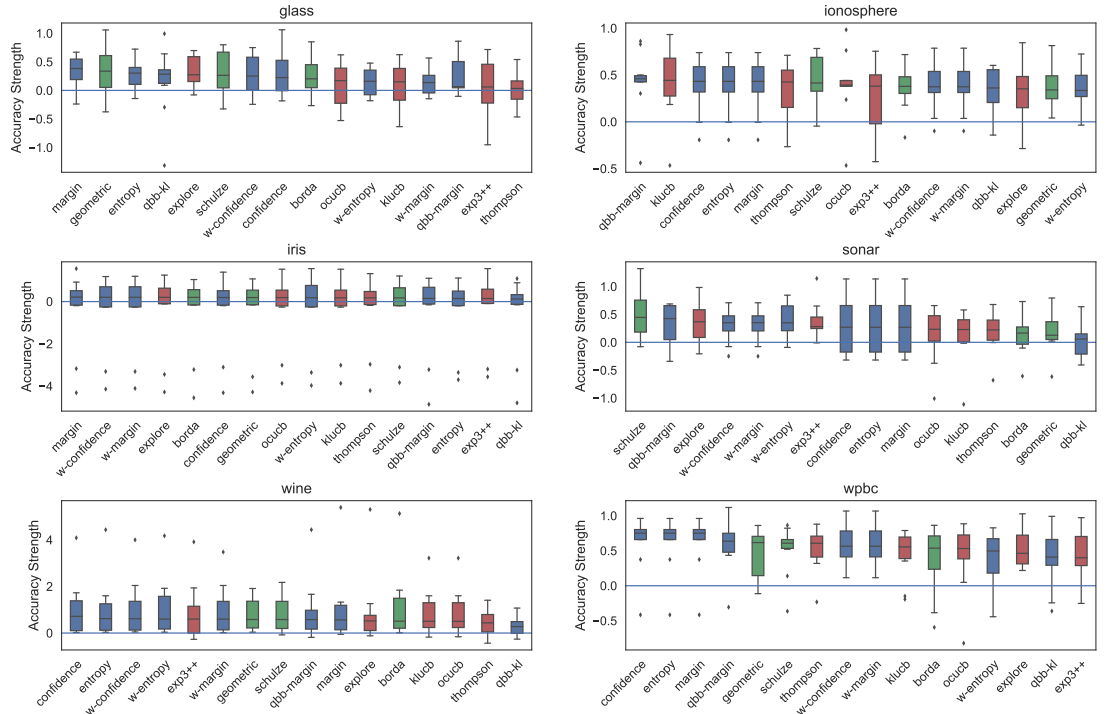 glass
Accuracy Strength
1.0
0.5
0.0
−0.5
−1.0
margin
geometric
entropy
qbb-kl
explore
schulze
w-confidence
confidence
borda
ocucb
w-entropy
klucb
w-margin
qbb-margin
exp3++
thompson
ionosphere
Accuracy Strength
1.0
0.5
0.0
−0.5
qbb-margin
klucb
confidence
entropy
margin
thompson
schulze
ocucb
exp3++
borda
w-confidence
w-margin
qbb-kl
explore
geometric
w-entropy
iris
Accuracy Strength
0
−2
−4
margin
w-confidence
w-margin
explore
borda
confidence
geometric
ocucb
w-entropy
klucb
thompson
schulze
qbb-margin
entropy
exp3++
qbb-kl
sonar
Accuracy Strength
1.0
0.5
0.0
−0.5
−1.0
schulze
qbb-margin
explore
w-confidence
w-margin
w-entropy
exp3++
confidence
entropy
margin
ocucb
klucb
thompson
borda
geometric
qbb-kl
wine
Accuracy Strength
4
2
0
confidence
entropy
w-confidence
w-entropy
exp3++
w-margin
geometric
schulze
qbb-margin
margin
explore
borda
klucb
ocucb
thompson
qbb-kl
wpbc
Accuracy Strength
1.0
0.5
0.0
−0.5
confidence
entropy
margin
qbb-margin
geometric
schulze
thompson
w-confidence
w-margin
klucb
borda
ocucb
w-entropy
explore
qbb-kl
exp3++